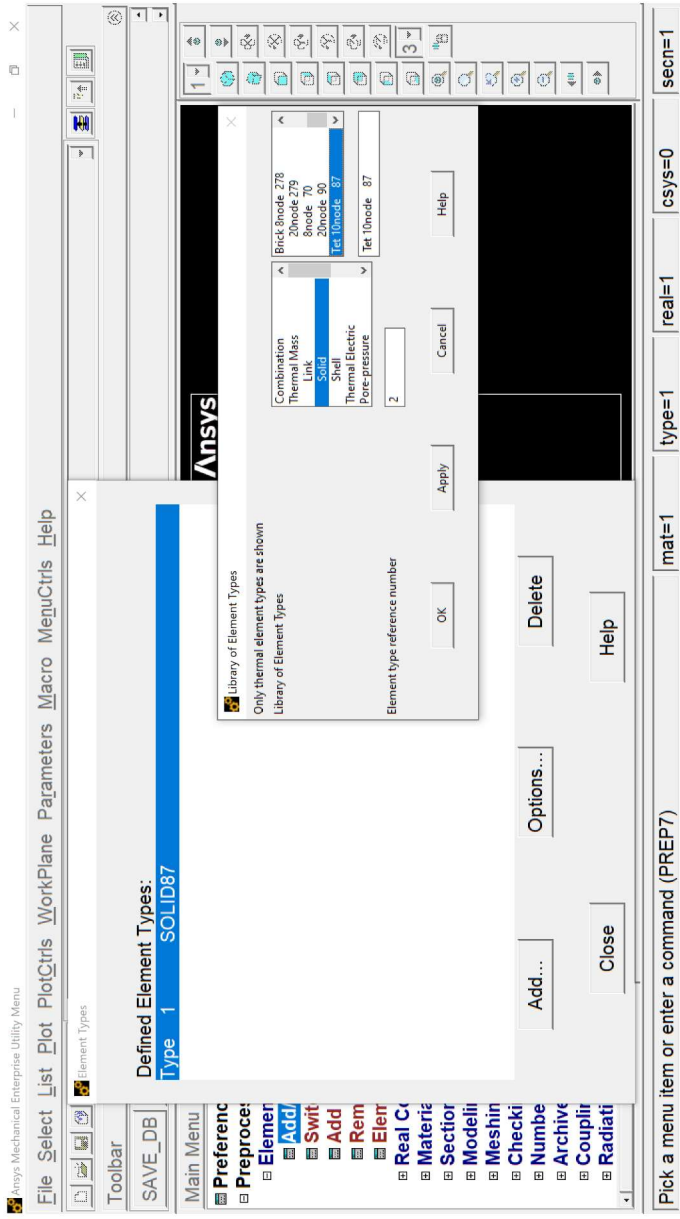 Ansys Mechanical Enterprise Utility Menu
File Select List Plot PlotCtrls WorkPlane Parameters Macro MenuCtrls Help
Toolbar
SAVE_DB
Main Menu
Preferenc
Preproces
Elemen
Add/
Swit
Add
Rem
Elem
Real Co
Materia
Section
Modelin
Meshin
Checki
Numbe
Archive
Couplin
Radiati
Element Types
Defined Element Types:
Type 1 SOLID87
Add...
Options...
Delete
Close
Help
Ansys
1
3
Library of Element Types
Only thermal element types are shown
Library of Element Types
Combination
Thermal Mass
Link
Solid
Shell
Thermal Electric
Pore-pressure
Brick 8node 278
20node 279
8node 70
20node 90
Tet 10node 87
Tet 10node 87
Element type reference number
2
OK
Apply
Cancel
Help
Pick a menu item or enter a command (PREP7)
mat=1
type=1
real=1
csys=0
secn=1